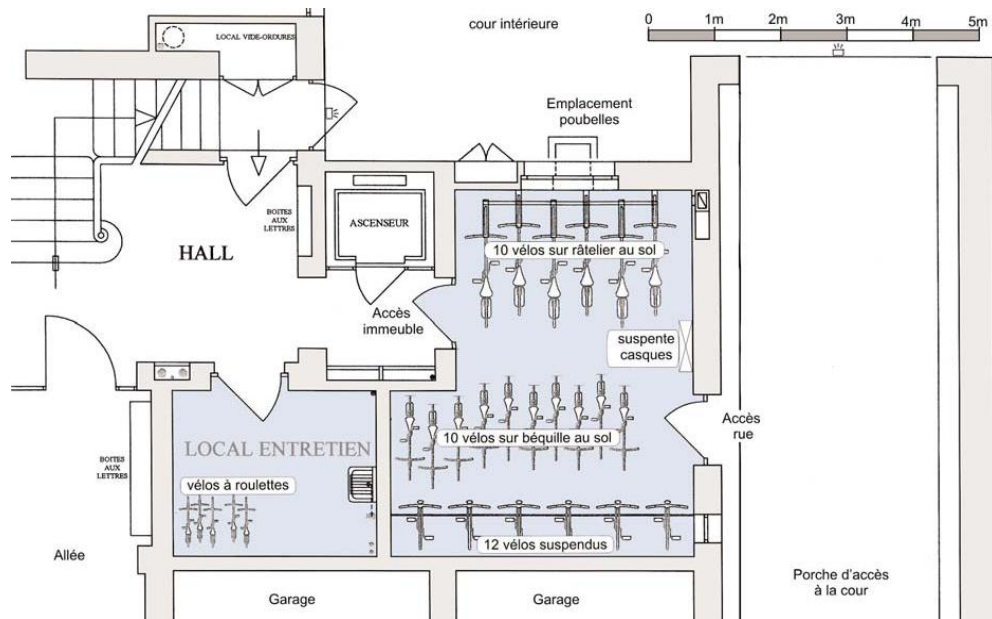 cour intérieure
0 1m 2m 3m 4m 5m
LOCAL VIDE-ORDURES
Emplacement
poubelles
BOITES
AUX
LETTRES
ASCENSEUR
HALL
10 vélos sur râtelier au sol
Accès
immeuble
suspente
casques
Accès
rue
10 vélos sur béquille au sol
LOCAL ENTRETIEN
BOITES
AUX
LETTRES
vélos à roulettes
12 vélos suspendus
Allée
Garage
Garage
Porche d'accès
à la cour